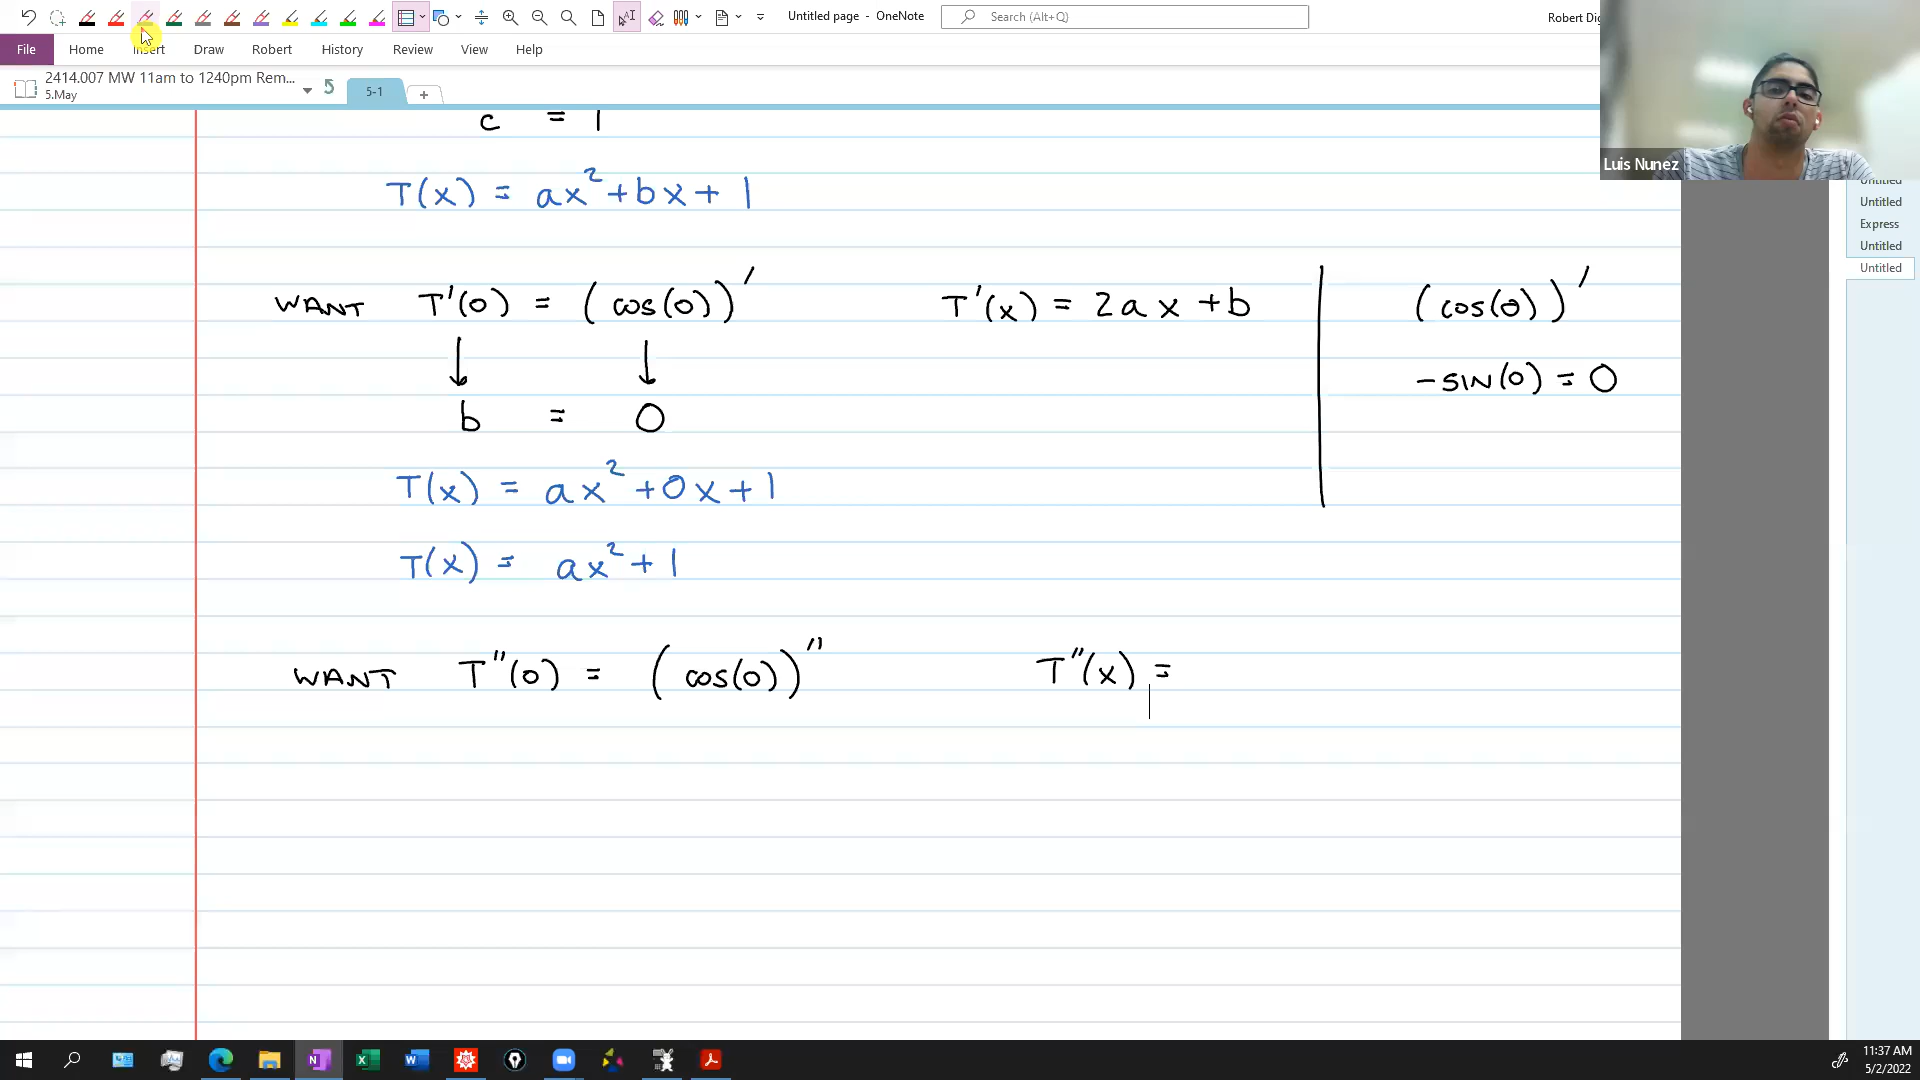 Untitled page - OneNote
Search (Alt+Q)
Robert Dig
File Home Insert Draw Robert History Review View Help
2414.007 MW 11am to 1240pm Rem...
5.May
5-1
Luis Nunez
Untitled
Untitled
Express
Untitled
Untitled
c = 1
T(x) = ax² + bx + 1
WANT T'(0) = (cos(0))' T'(x) = 2ax + b (cos(0))'
↓ ↓
-SIN(0) = 0
b = 0
T(x) = ax² + 0x + 1
T(x) = ax² + 1
WANT T"(0) = (cos(0))" T"(x) =
11:37 AM
5/2/2022